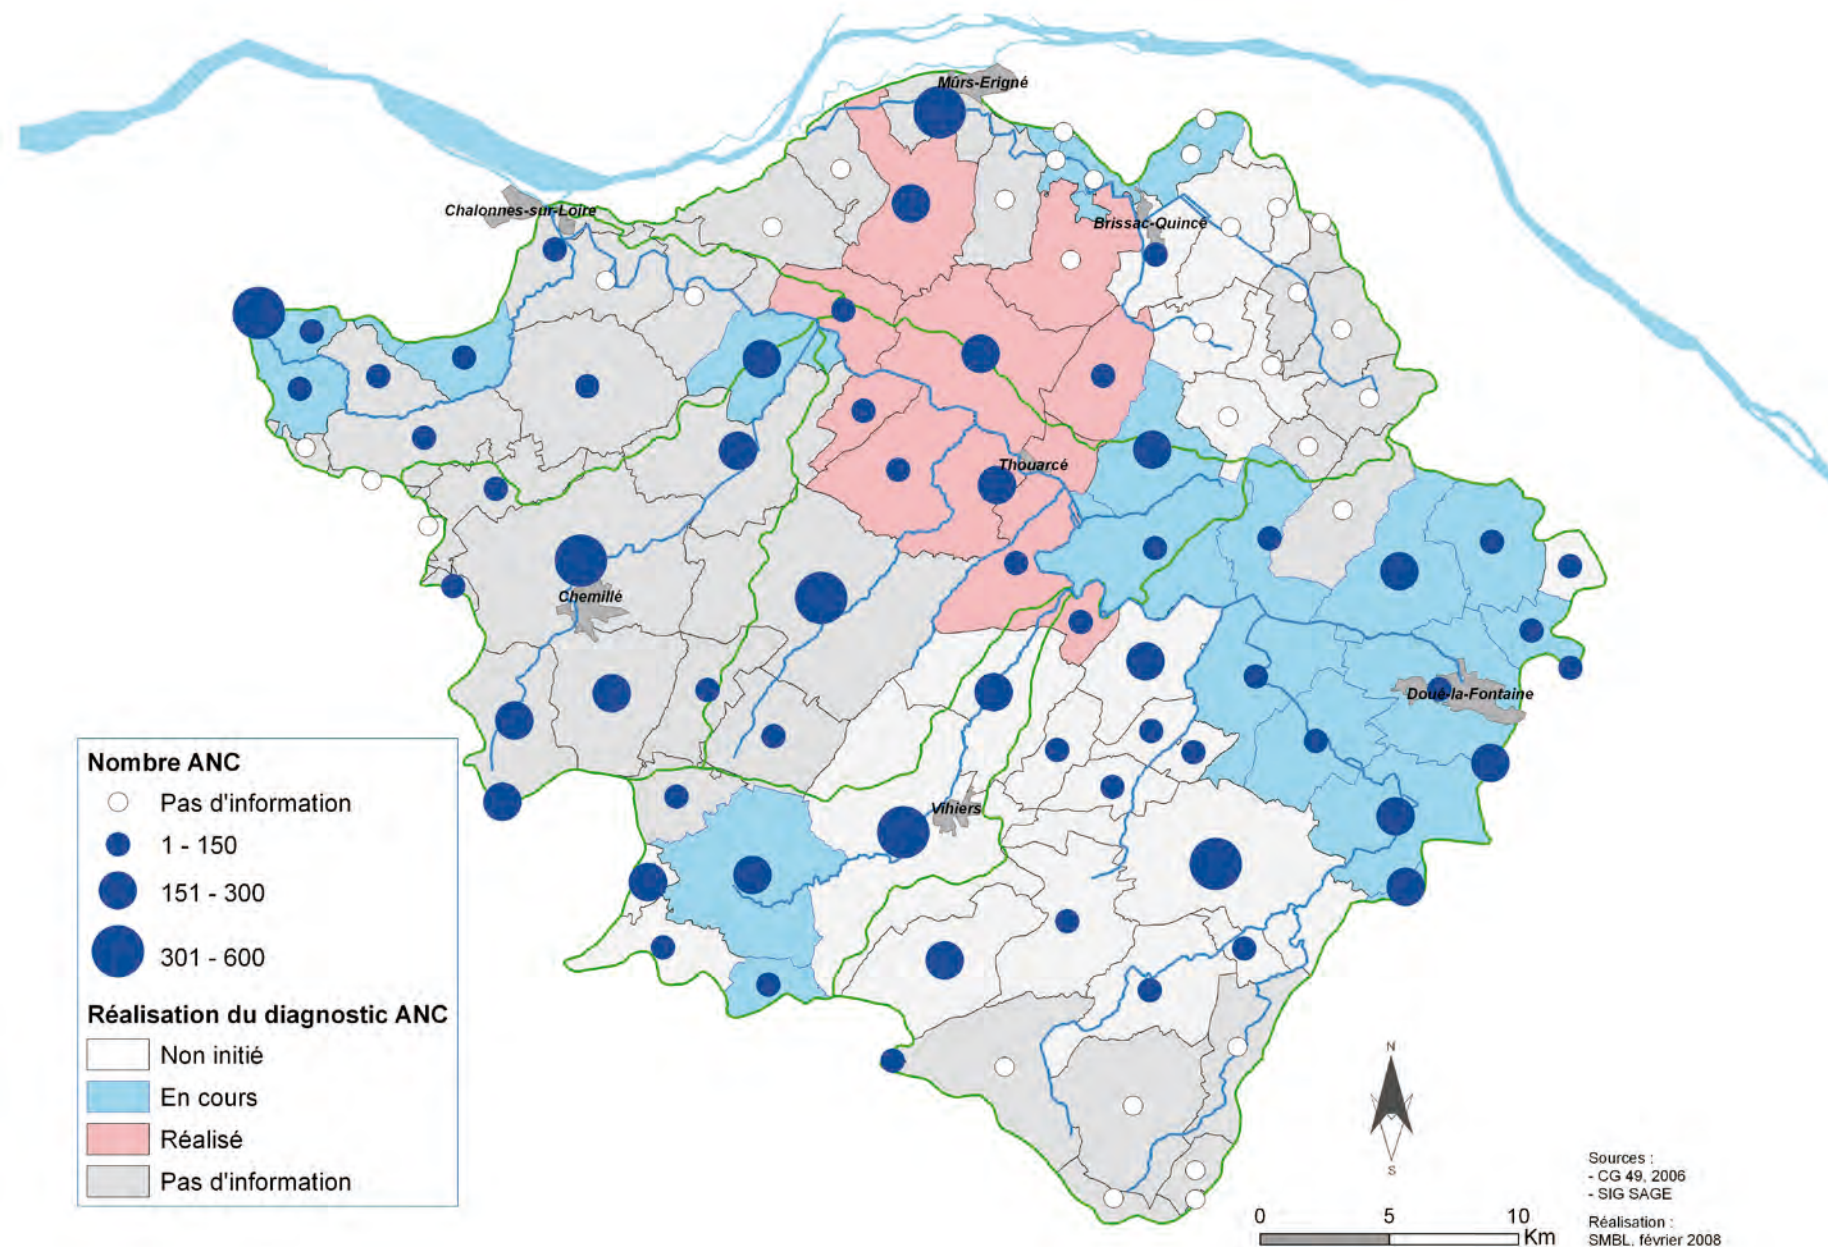 Mûrs-Erigné
Chalonnes-sur-Loire
Brissac-Quincé
Thouarcé
Chemillé
Doué-la-Fontaine
Vihiers
Nombre ANC
Pas d'information
1 - 150
151 - 300
301 - 600
Réalisation du diagnostic ANC
Non initié
En cours
Réalisé
Pas d'information
N
S
0 5 10
Km
Sources :
- CG 49, 2006
- SIG SAGE
Réalisation :
SMBL, février 2008